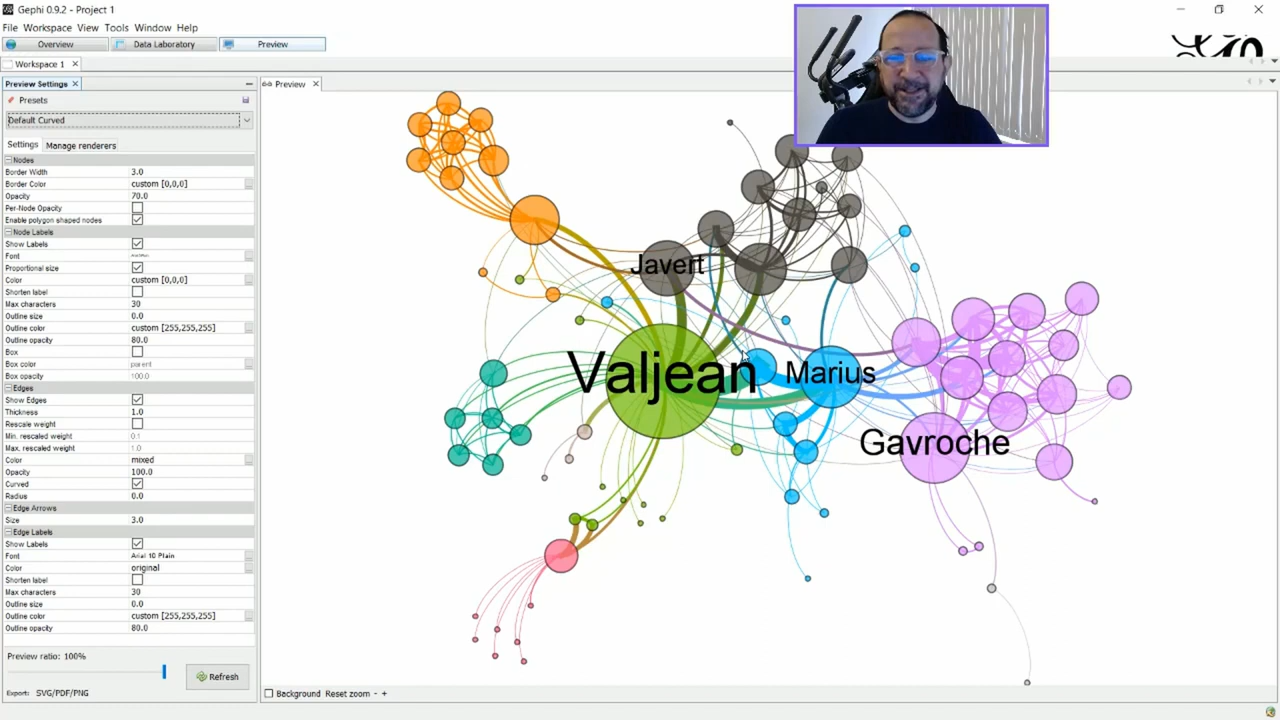 Gephi 0.9.2 - Project 1
File Workspace View Tools Window Help
Overview Data Laboratory Preview
Workspace 1
Preview Settings Preview
Presets
Default Curved
Settings Manage renderers
Nodes
Border Width 3.0
Border Color custom [0,0,0]
Opacity 70.0
Per-Node Opacity
Enable polygon shaped nodes
Node Labels
Show Labels
Font
Proportional size
Color custom [0,0,0]
Shorten label
Max characters 30
Outline size 0.0
Outline color custom [255,255,255]
Outline opacity 80.0
Box
Box color parent
Box opacity 100.0
Edges
Show Edges
Thickness 1.0
Rescale weight
Min. rescaled weight 0.1
Max. rescaled weight 1.0
Color mixed
Opacity 100.0
Curved
Radius 0.0
Edge Arrows
Size 3.0
Edge Labels
Show Labels
Font Arial 10 Plain
Color original
Shorten label
Max characters 30
Outline size 0.0
Outline color custom [255,255,255]
Outline opacity 80.0
Preview ratio: 100%
Refresh
Export: SVG/PDF/PNG
Javert
Valjean
Marius
Gavroche
Background Reset zoom - +